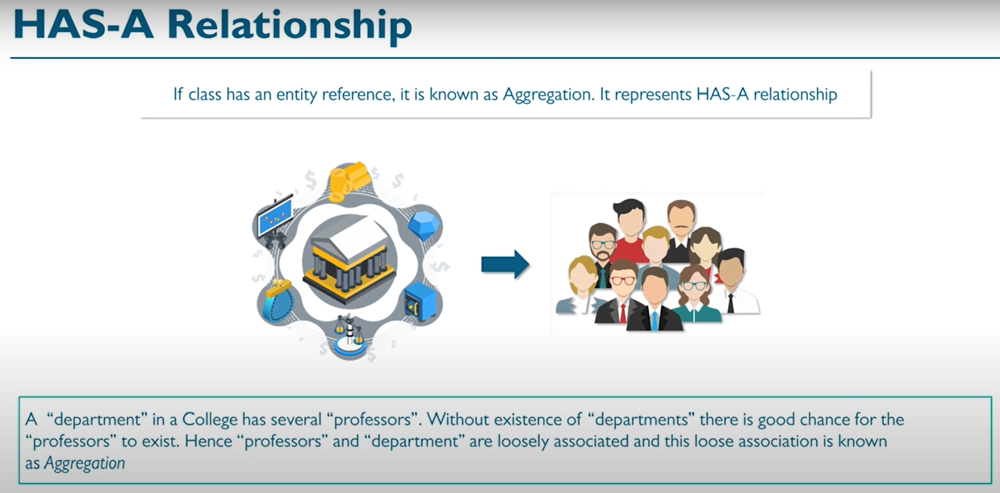 HAS-A Relationship
If class has an entity reference, it is known as Aggregation. It represents HAS-A relationship
A “department” in a College has several “professors”. Without existence of “departments” there is good chance for the
“professors” to exist. Hence “professors” and “department” are loosely associated and this loose association is known
as Aggregation